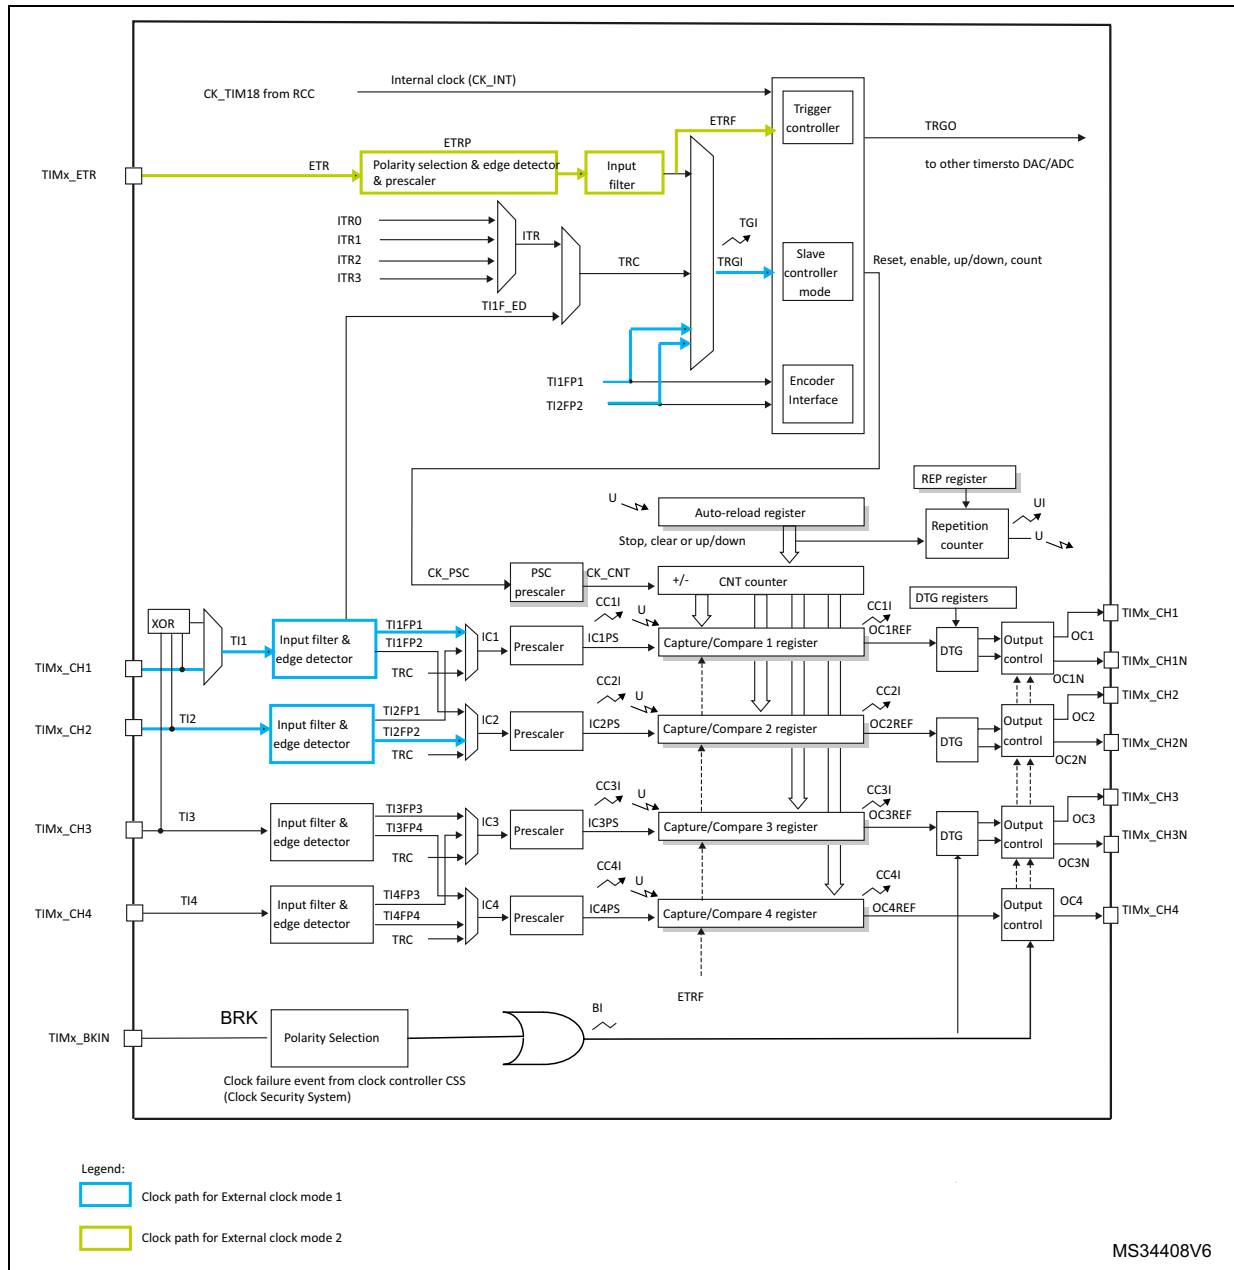 Internal clock (CK_INT)
CK_TIM18 from RCC
Trigger
controller
ETRF
TRGO
ETRP
ETR
Polarity selection & edge detector
& prescaler
Input
filter
to other timersto DAC/ADC
TIMx_ETR
ITR0
ITR1
ITR2
ITR3
ITR
TGI
TRC
TRGI
Slave
controller
mode
Reset, enable, up/down, count
TI1F_ED
TI1FP1
TI2FP2
Encoder
Interface
REP register
U
Auto-reload register
UI
Repetition
counter
U
Stop, clear or up/down
CK_PSC
PSC
prescaler
CK_CNT
+/-
CNT counter
DTG registers
XOR
TI1
TIMx_CH1
Input filter &
edge detector
TI1FP1
TI1FP2
TRC
IC1
Prescaler
IC1PS
CC1I
U
Capture/Compare 1 register
CC1I
OC1REF
DTG
Output
control
OC1
TIMx_CH1
TIMx_CH1N
OC1N
TI2
TIMx_CH2
Input filter &
edge detector
TI2FP1
TI2FP2
TRC
IC2
Prescaler
IC2PS
CC2I
U
Capture/Compare 2 register
CC2I
OC2REF
DTG
Output
control
OC2
TIMx_CH2
TIMx_CH2N
OC2N
TI3
TIMx_CH3
Input filter &
edge detector
TI3FP3
TI3FP4
TRC
IC3
Prescaler
IC3PS
CC3I
U
Capture/Compare 3 register
CC3I
OC3REF
DTG
Output
control
OC3
TIMx_CH3
TIMx_CH3N
OC3N
TI4
TIMx_CH4
Input filter &
edge detector
TI4FP3
TI4FP4
TRC
IC4
Prescaler
IC4PS
CC4I
U
Capture/Compare 4 register
CC4I
OC4REF
Output
control
OC4
TIMx_CH4
ETRF
TIMx_BKIN
BRK
Polarity Selection
BI
Clock failure event from clock controller CSS
(Clock Security System)
Legend:
Clock path for External clock mode 1
Clock path for External clock mode 2
MS34408V6